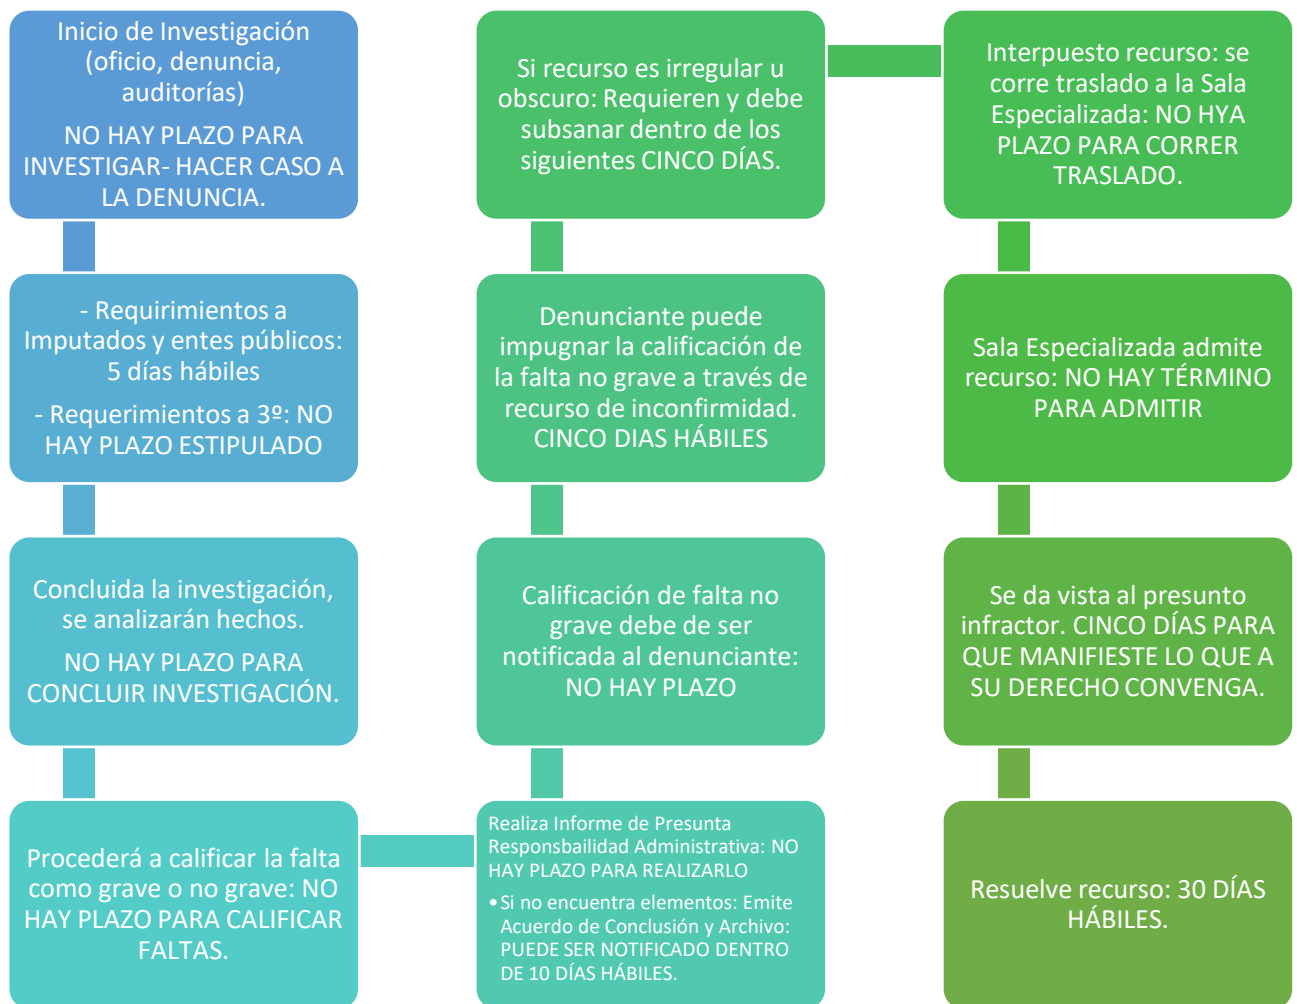 Inicio de Investigación
(oficio, denuncia,
auditorías)
NO HAY PLAZO PARA
INVESTIGAR- HACER CASO A
LA DENUNCIA.
- Requirimientos a
Imputados y entes públicos:
5 días hábiles
- Requerimientos a 3º: NO
HAY PLAZO ESTIPULADO
Concluida la investigación,
se analizarán hechos.
NO HAY PLAZO PARA
CONCLUIR INVESTIGACIÓN.
Procederá a calificar la falta
como grave o no grave: NO
HAY PLAZO PARA CALIFICAR
FALTAS.
Realiza Informe de Presunta
Responsbailidad Administrativa: NO
HAY PLAZO PARA REALIZARLO
•Si no encuentra elementos: Emite
Acuerdo de Conclusión y Archivo:
PUEDE SER NOTIFICADO DENTRO
DE 10 DÍAS HÁBILES.
Calificación de falta no
grave debe de ser
notificada al denunciante:
NO HAY PLAZO
Denunciante puede
impugnar la calificación de
la falta no grave a través de
recurso de inconfirmidad.
CINCO DIAS HÁBILES
Si recurso es irregular u
obscuro: Requieren y debe
subsanar dentro de los
siguientes CINCO DÍAS.
Interpuesto recurso: se
corre traslado a la Sala
Especializada: NO HYA
PLAZO PARA CORRER
TRASLADO.
Sala Especializada admite
recurso: NO HAY TÉRMINO
PARA ADMITIR
Se da vista al presunto
infractor. CINCO DÍAS PARA
QUE MANIFIESTE LO QUE A
SU DERECHO CONVENGA.
Resuelve recurso: 30 DÍAS
HÁBILES.